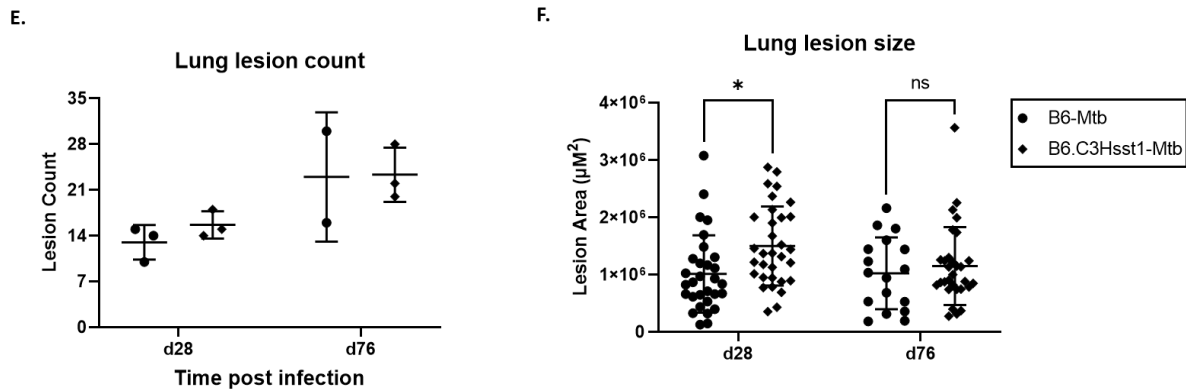 E.
Lung lesion count
35
28
21
14
7
0
Lesion Count
d28
d76
Time post infection
F.
Lung lesion size
*
ns
4×10⁶
3×10⁶
2×10⁶
1×10⁶
0
Lesion Area (μM²)
d28
d76
B6-Mtb
B6.C3Hsst1-Mtb